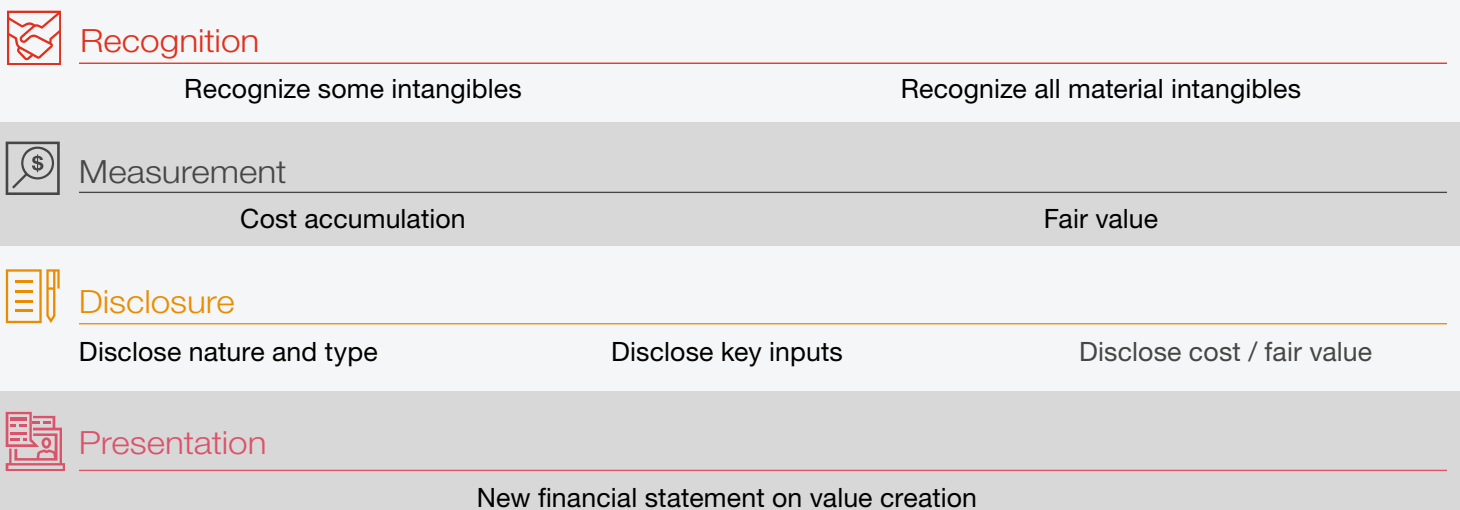 Recognition
Recognize some intangibles Recognize all material intangibles
$
Measurement
Cost accumulation Fair value
Disclosure
Disclose nature and type Disclose key inputs Disclose cost / fair value
Presentation
New financial statement on value creation